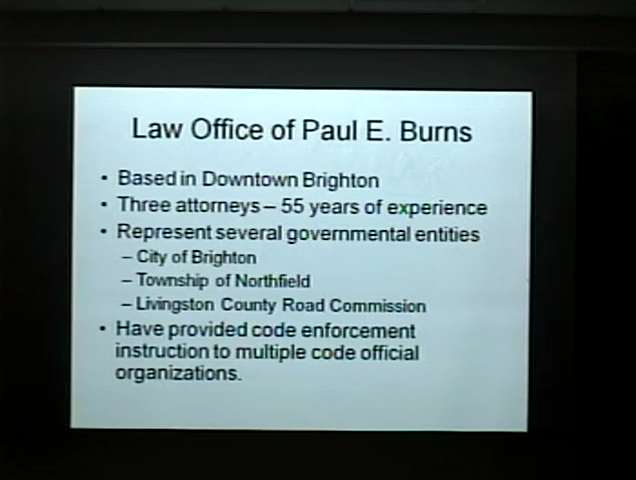 Law Office of Paul E. Burns
• Based in Downtown Brighton
• Three attorneys – 55 years of experience
• Represent several governmental entities
– City of Brighton
– Township of Northfield
– Livingston County Road Commission
• Have provided code enforcement
instruction to multiple code official
organizations.